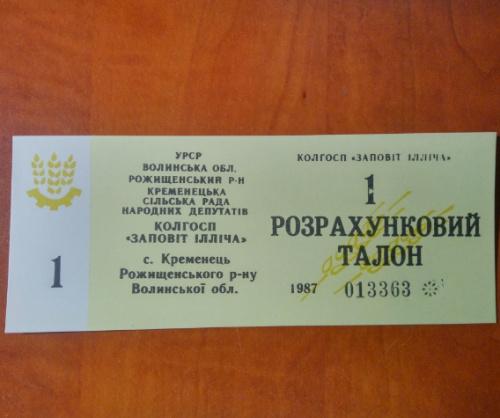 1
УРСР
ВОЛИНСЬКА ОБЛ.
РОЖИЩЕНСЬКИЙ Р-Н
КРЕМЕНЕЦЬКА
СІЛЬСЬКА РАДА
НАРОДНИХ ДЕПУТАТІВ
КОЛГОСП
«ЗАПОВІТ ІЛЛІЧА»
с. Кременець
Рожищенського р-ну
Волинської обл.
КОЛГОСП «ЗАПОВІТ ІЛЛІЧА»
1
РОЗРАХУНКОВИЙ
ТАЛОН
1987 013363